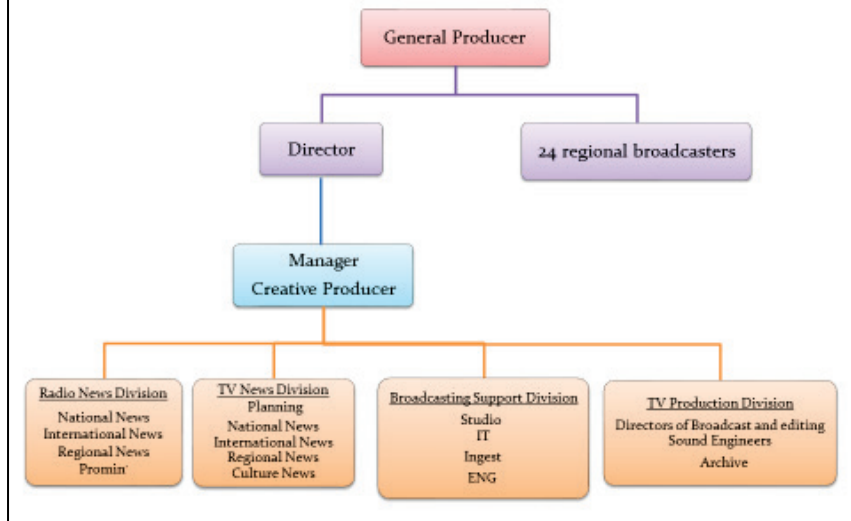 General Producer
Director
24 regional broadcasters
Manager
Creative Producer
Radio News Division
National News
International News
Regional News
Promin'
TV News Division
Planning
National News
International News
Regional News
Culture News
Broadcasting Support Division
Studio
IT
Ingest
ENG
TV Production Division
Directors of Broadcast and editing
Sound Engineers
Archive